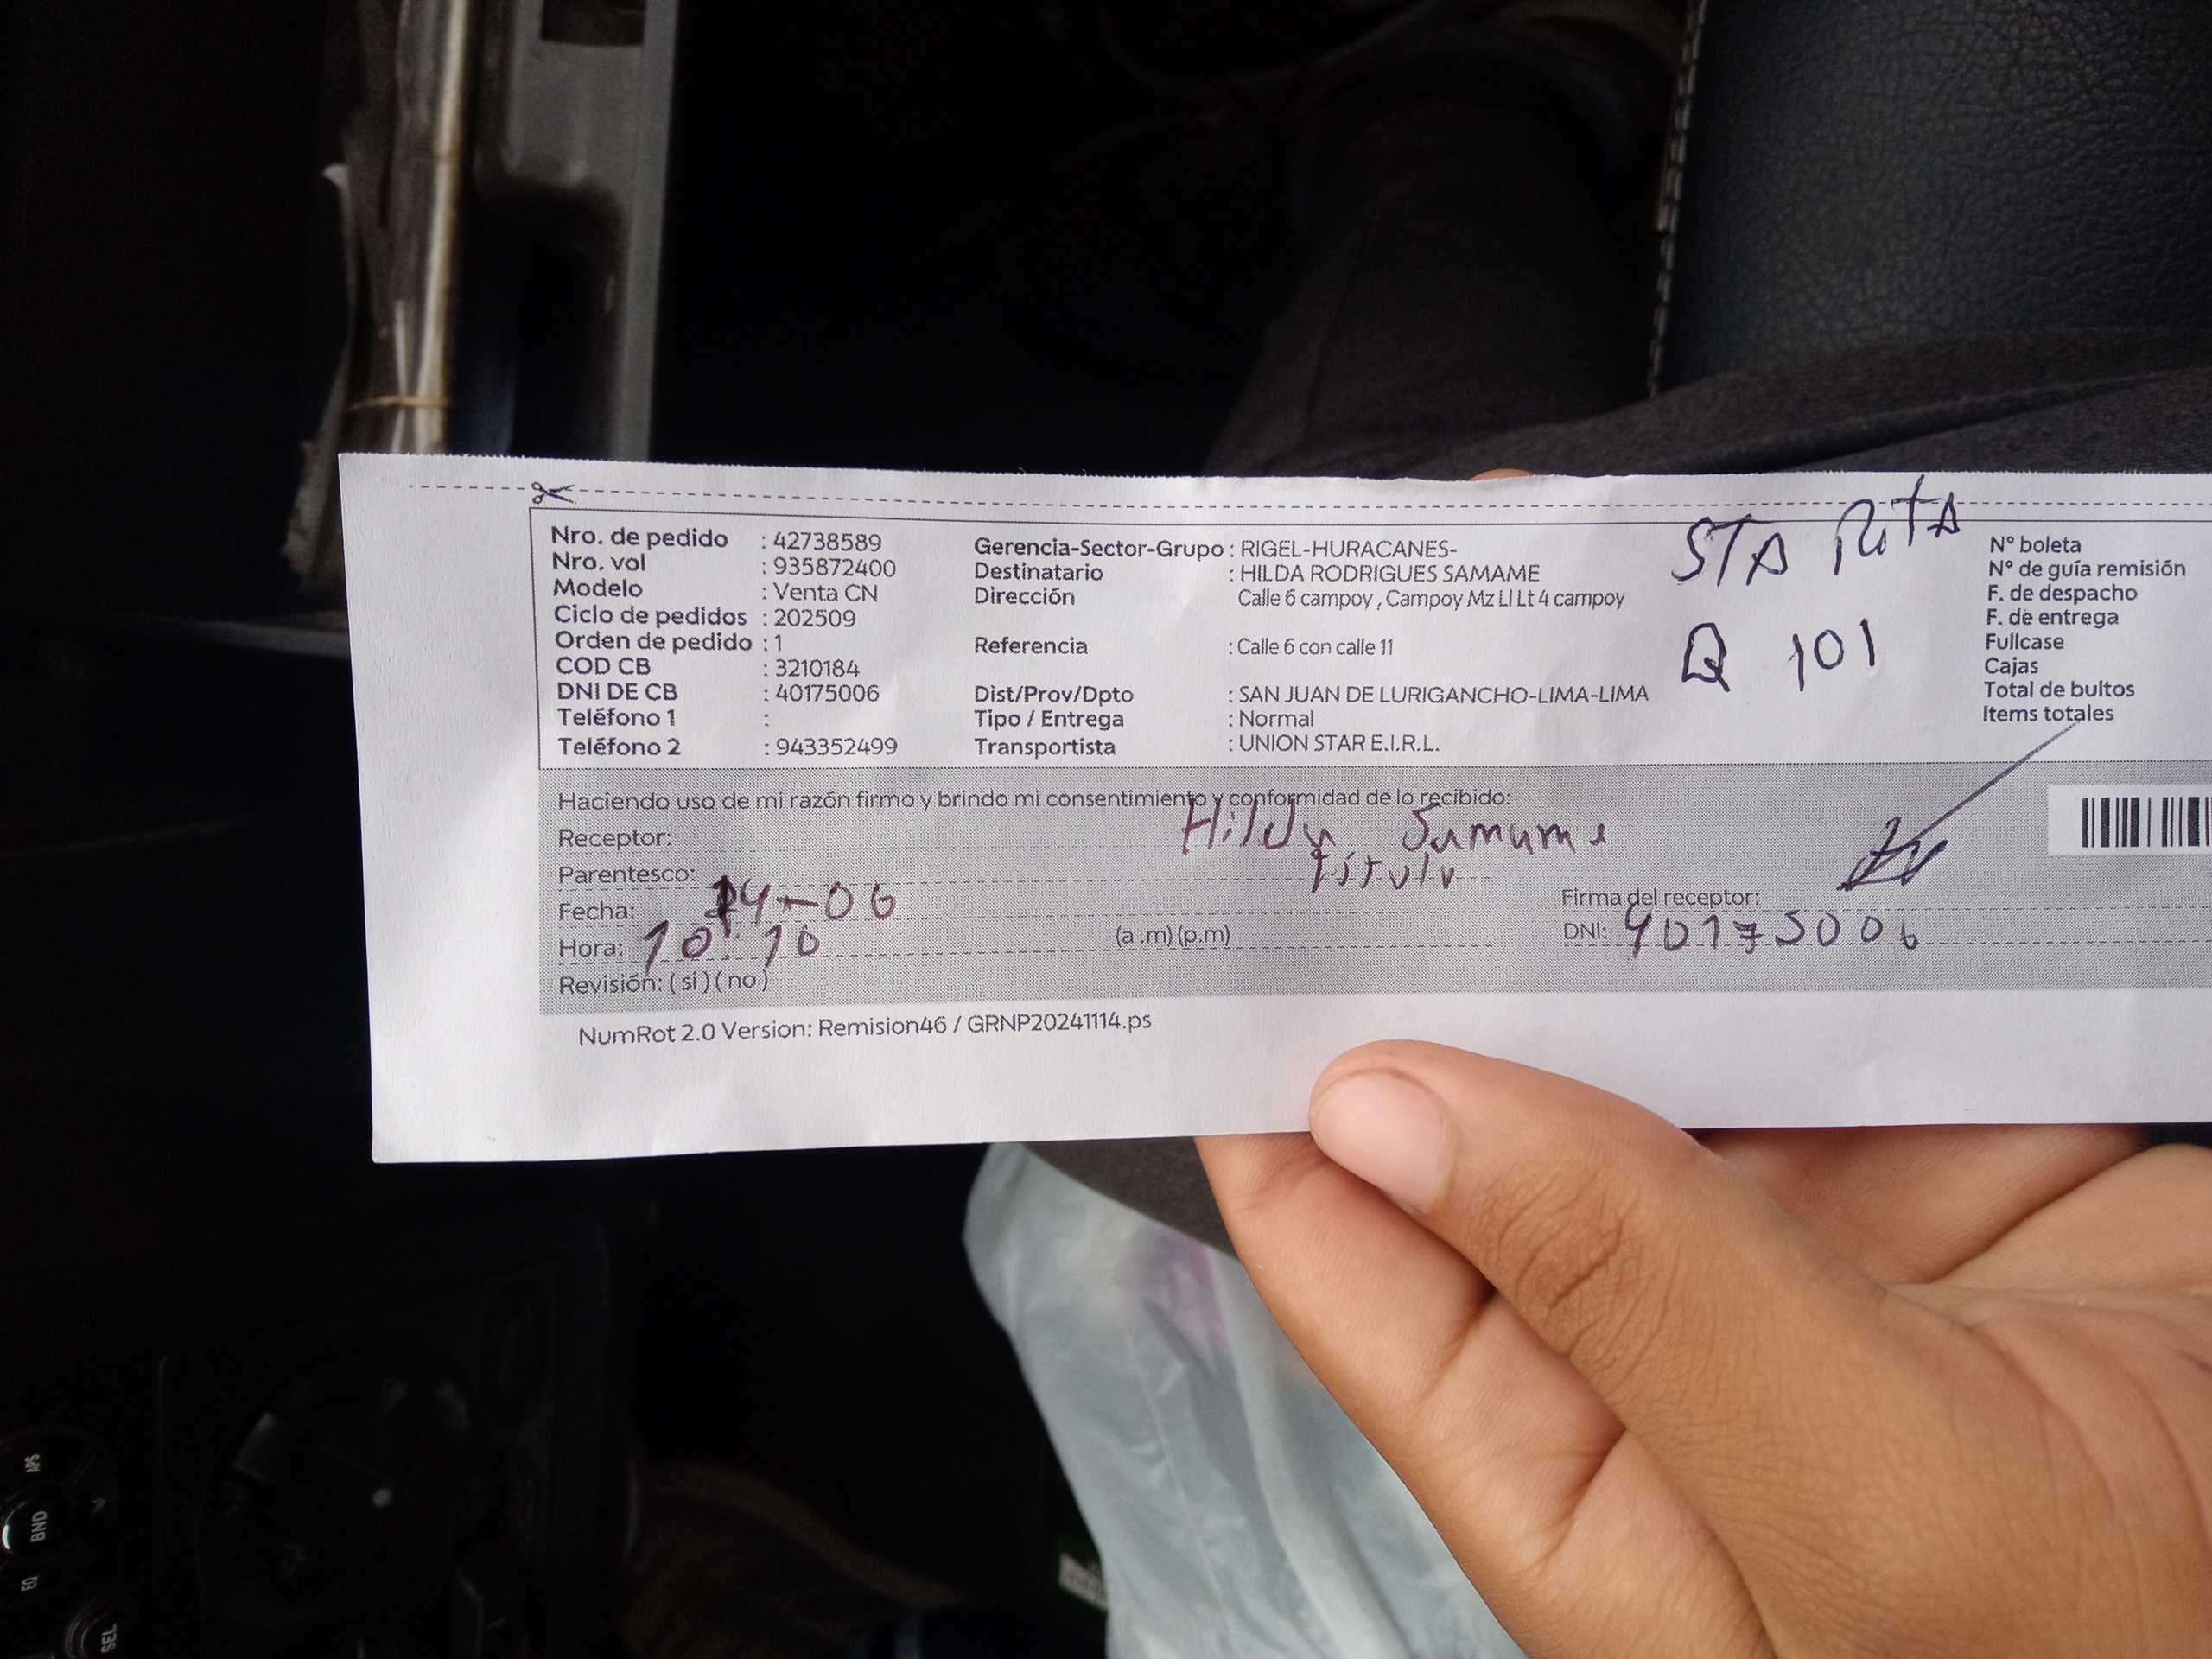 Nro. de pedido : 42738589
Nro. vol : 935872400
Modelo : Venta CN
Ciclo de pedidos : 202509
Orden de pedido : 1
COD CB : 3210184
DNI DE CB : 40175006
Teléfono 1 :
Teléfono 2 : 943352499
Gerencia-Sector-Grupo : RIGEL-HURACANES-
Destinatario : HILDA RODRIGUES SAMAME
Dirección Calle 6 campoy , Campoy Mz Ll Lt 4 campoy
Referencia : Calle 6 con calle 11
Dist/Prov/Dpto : SAN JUAN DE LURIGANCHO-LIMA-LIMA
Tipo / Entrega : Normal
Transportista : UNION STAR E.I.R.L.
STA RitA
Q 101
N° boleta
N° de guía remisión
F. de despacho
F. de entrega
Fullcase
Cajas
Total de bultos
Items totales
Haciendo uso de mi razón firmo y brindo mi consentimiento y conformidad de lo recibido:
Receptor: Hilda Samame
Parentesco: titular
Fecha: 14-06
Hora: 10:10 (a .m) (p.m)
Revisión: ( si ) ( no )
Firma del receptor:
DNI: 40175006
NumRot 2.0 Version: Remision46 / GRNP20241114.ps
APS
BND
EQ
SEL